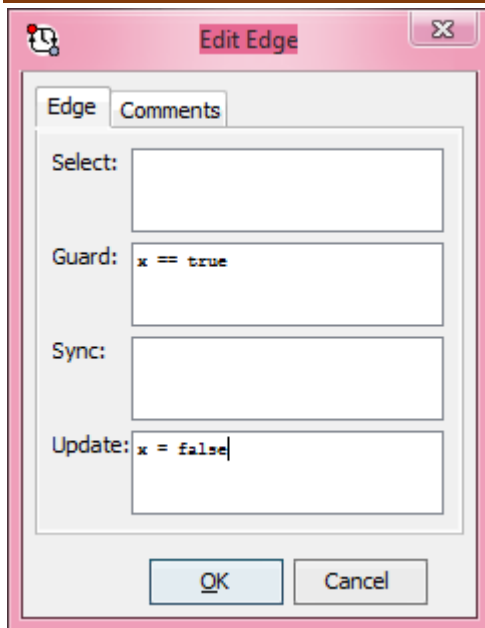 Edit Edge
Edge Comments
Select:
Guard: x == true
Sync:
Update: x = false
OK Cancel